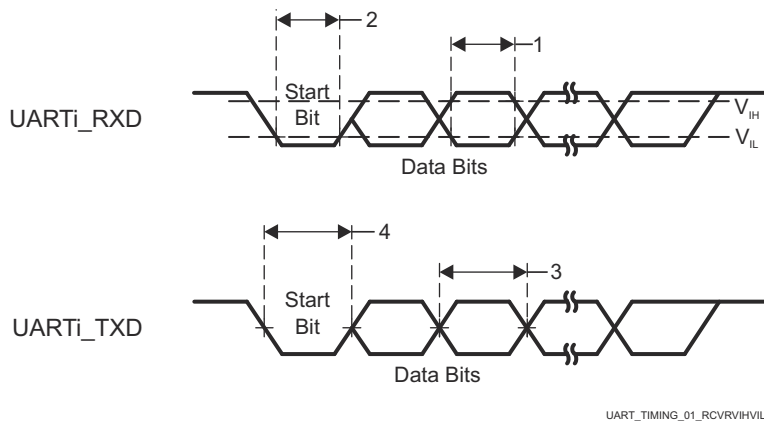 2
1
Start
Bit
UARTi_RXD
VIH
VIL
Data Bits
4
3
Start
Bit
UARTi_TXD
Data Bits
UART_TIMING_01_RCVRVIHVIL